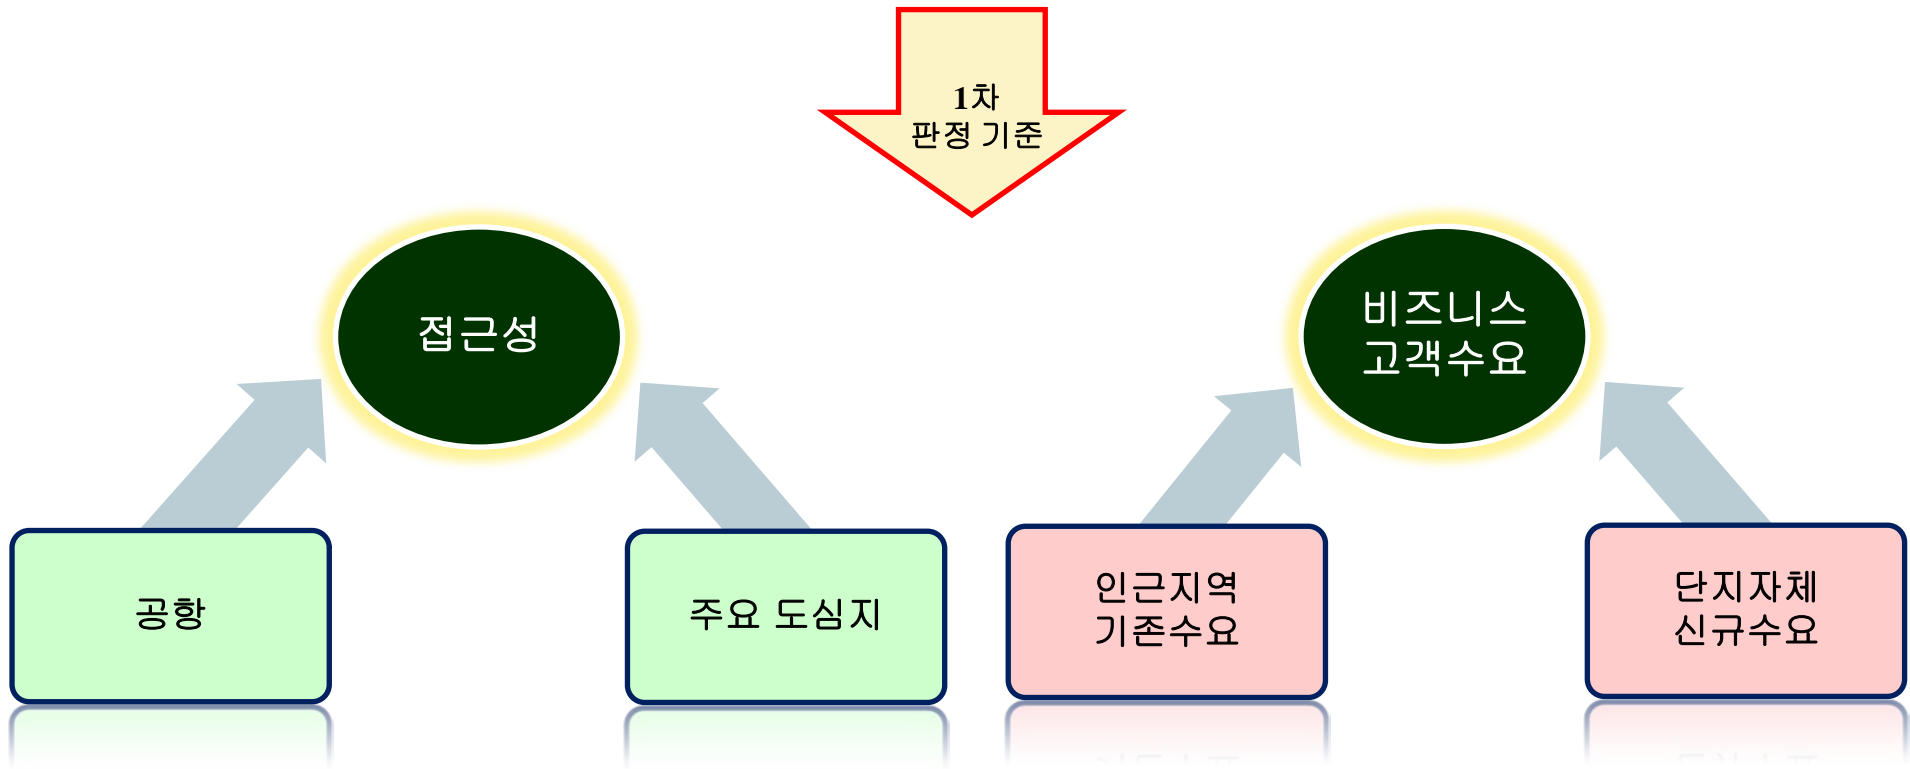 1차
판정 기준
접근성
비즈니스
고객수요
공항
주요 도심지
인근지역
기존수요
단지자체
신규수요